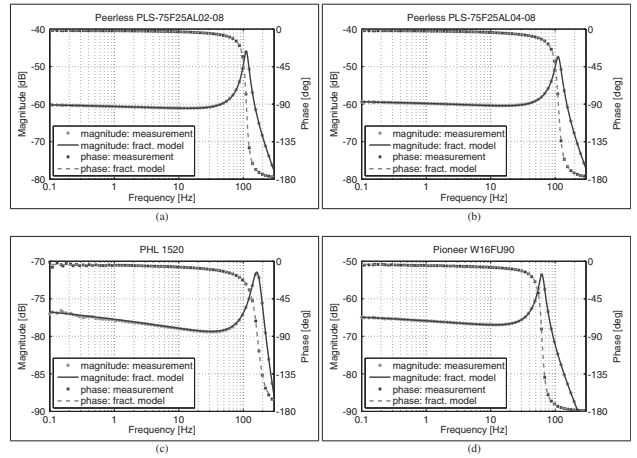 Peerless PLS-75F25AL02-08
-40
-50
-60
-70
-80
0
-45
-90
-135
-180
Magnitude [dB]
Phase [deg]
magnitude: measurement
magnitude: fract. model
phase: measurement
phase: fract. model
0.1 1 10 100
Frequency [Hz]
(a)
Peerless PLS-75F25AL04-08
-40
-50
-60
-70
-80
0
-45
-90
-135
-180
Magnitude [dB]
Phase [deg]
magnitude: measurement
magnitude: fract. model
phase: measurement
phase: fract. model
0.1 1 10 100
Frequency [Hz]
(b)
PHL 1520
-70
-75
-80
-85
-90
0
-45
-90
-135
-180
Magnitude [dB]
Phase [deg]
magnitude: measurement
magnitude: fract. model
phase: measurement
phase: fract. model
0.1 1 10 100
Frequency [Hz]
(c)
Pioneer W16FU90
-50
-60
-70
-80
-90
0
-45
-90
-135
-180
Magnitude [dB]
Phase [deg]
magnitude: measurement
magnitude: fract. model
phase: measurement
phase: fract. model
0.1 1 10 100
Frequency [Hz]
(d)